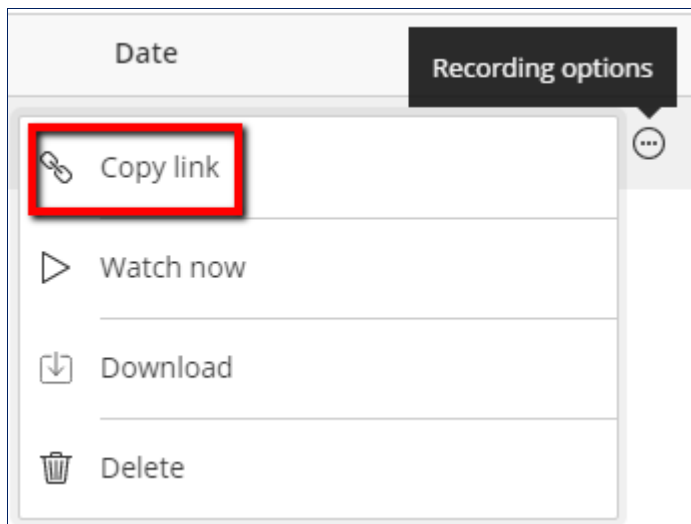 Date
Recording options
Copy link
Watch now
Download
Delete